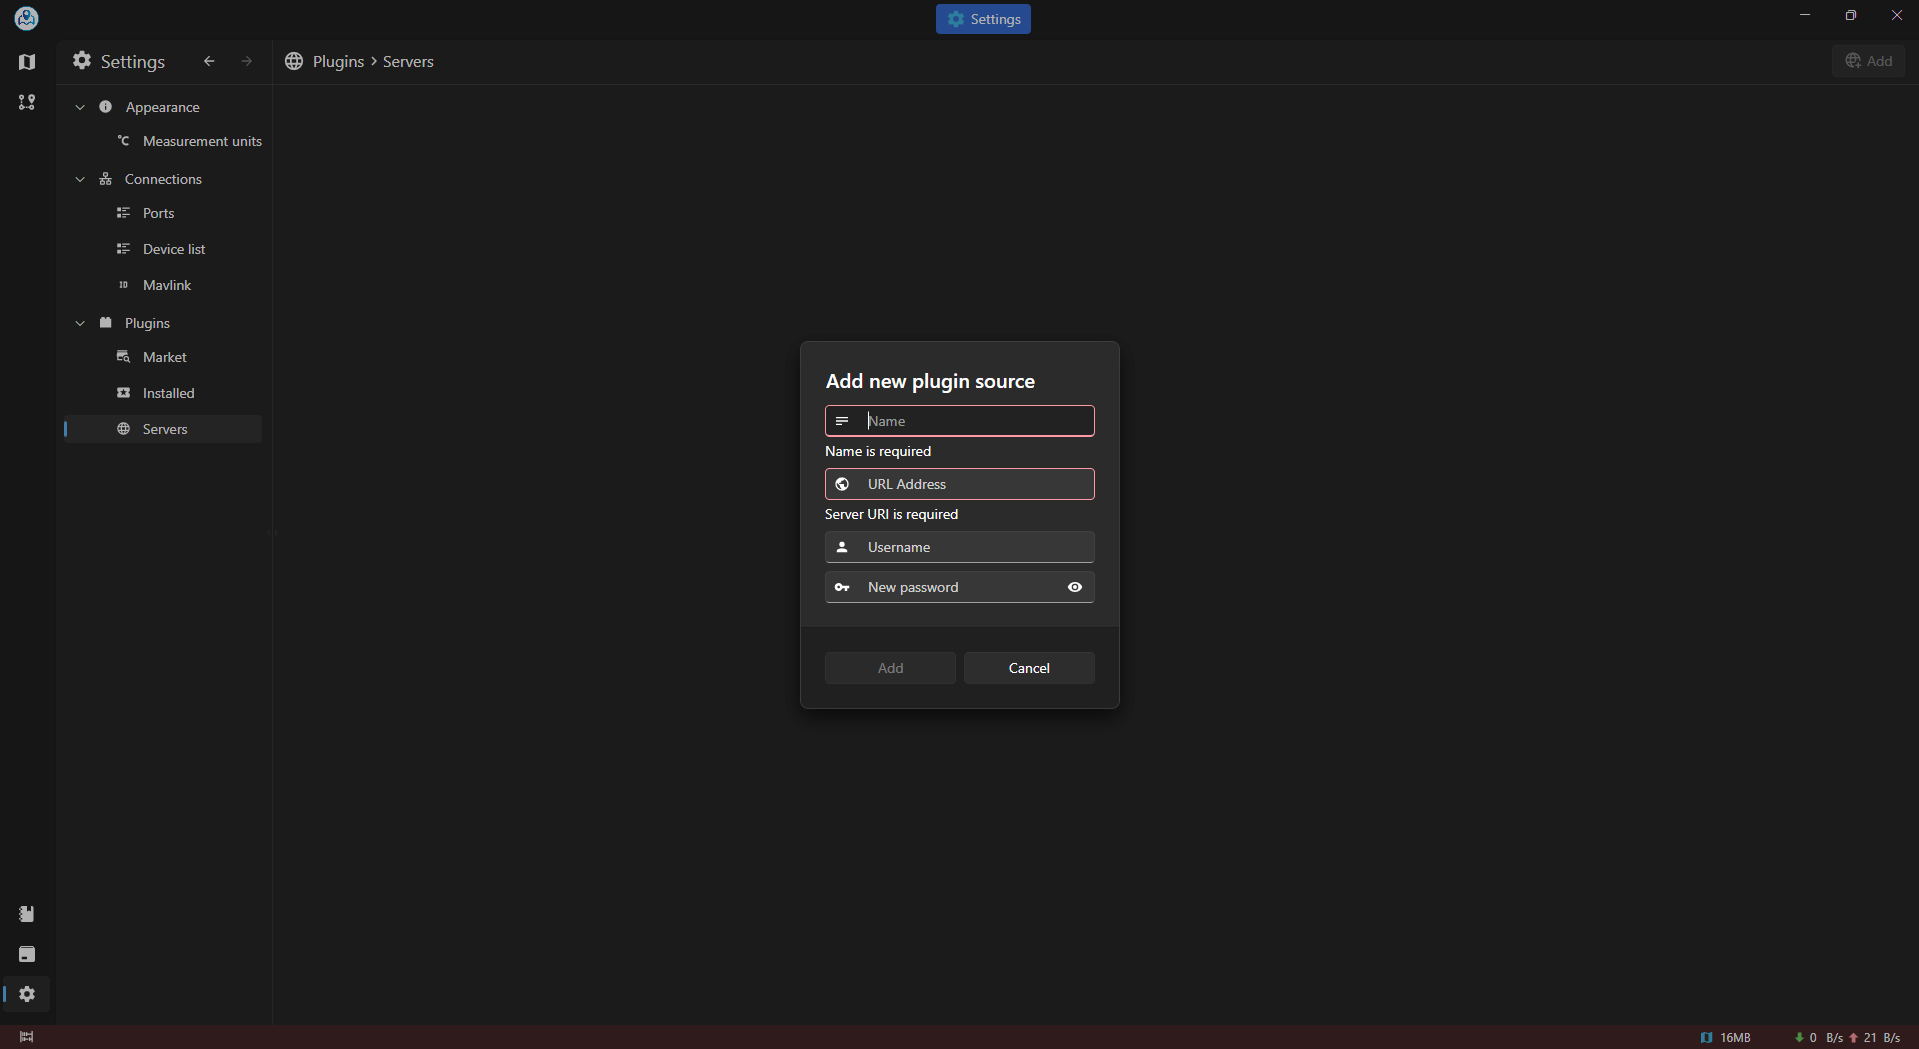 Settings
Settings
Plugins > Servers
Add
Appearance
°C Measurement units
Connections
Ports
Device list
ID Mavlink
Plugins
Market
Installed
Servers
Add new plugin source
Name
Name is required
URL Address
Server URI is required
Username
New password
Add Cancel
16MB 0 B/s 21 B/s